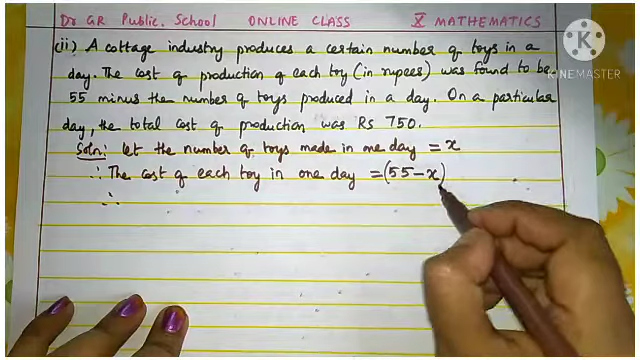 Dr GR Public. School ONLINE CLASS X MATHEMATICS
(ii) A cottage industry produces a certain number of toys in a
day. The cost of production of each toy (in rupees) was found to be
55 minus the number of toys produced in a day. On a particular
day, the total cost of production was Rs 750.
Soln: let the number of toys made in one day = x
∴ The cost of each toy in one day = (55-x)
∴
K
KINEMASTER